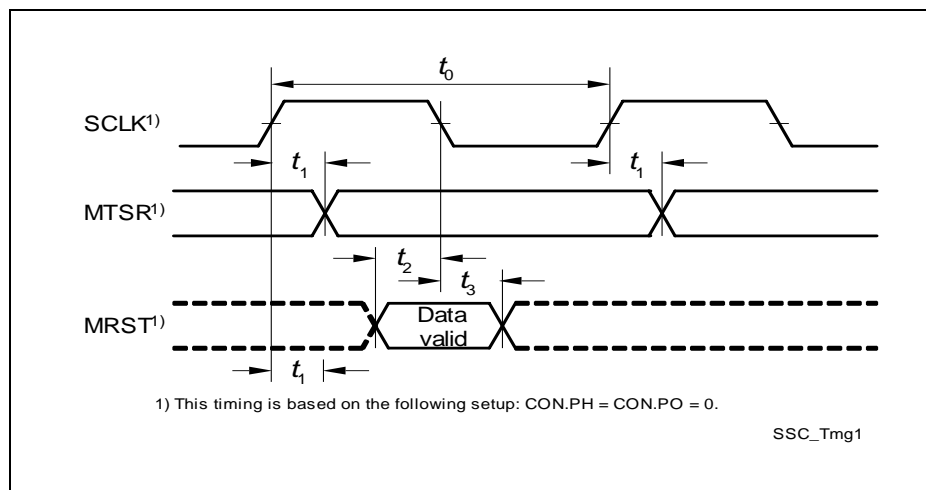 t0
SCLK1)
t1 t1
MTSR1)
t2 t3
MRST1) Data valid
t1
1) This timing is based on the following setup: CON.PH = CON.PO = 0.
SSC_Tmg1